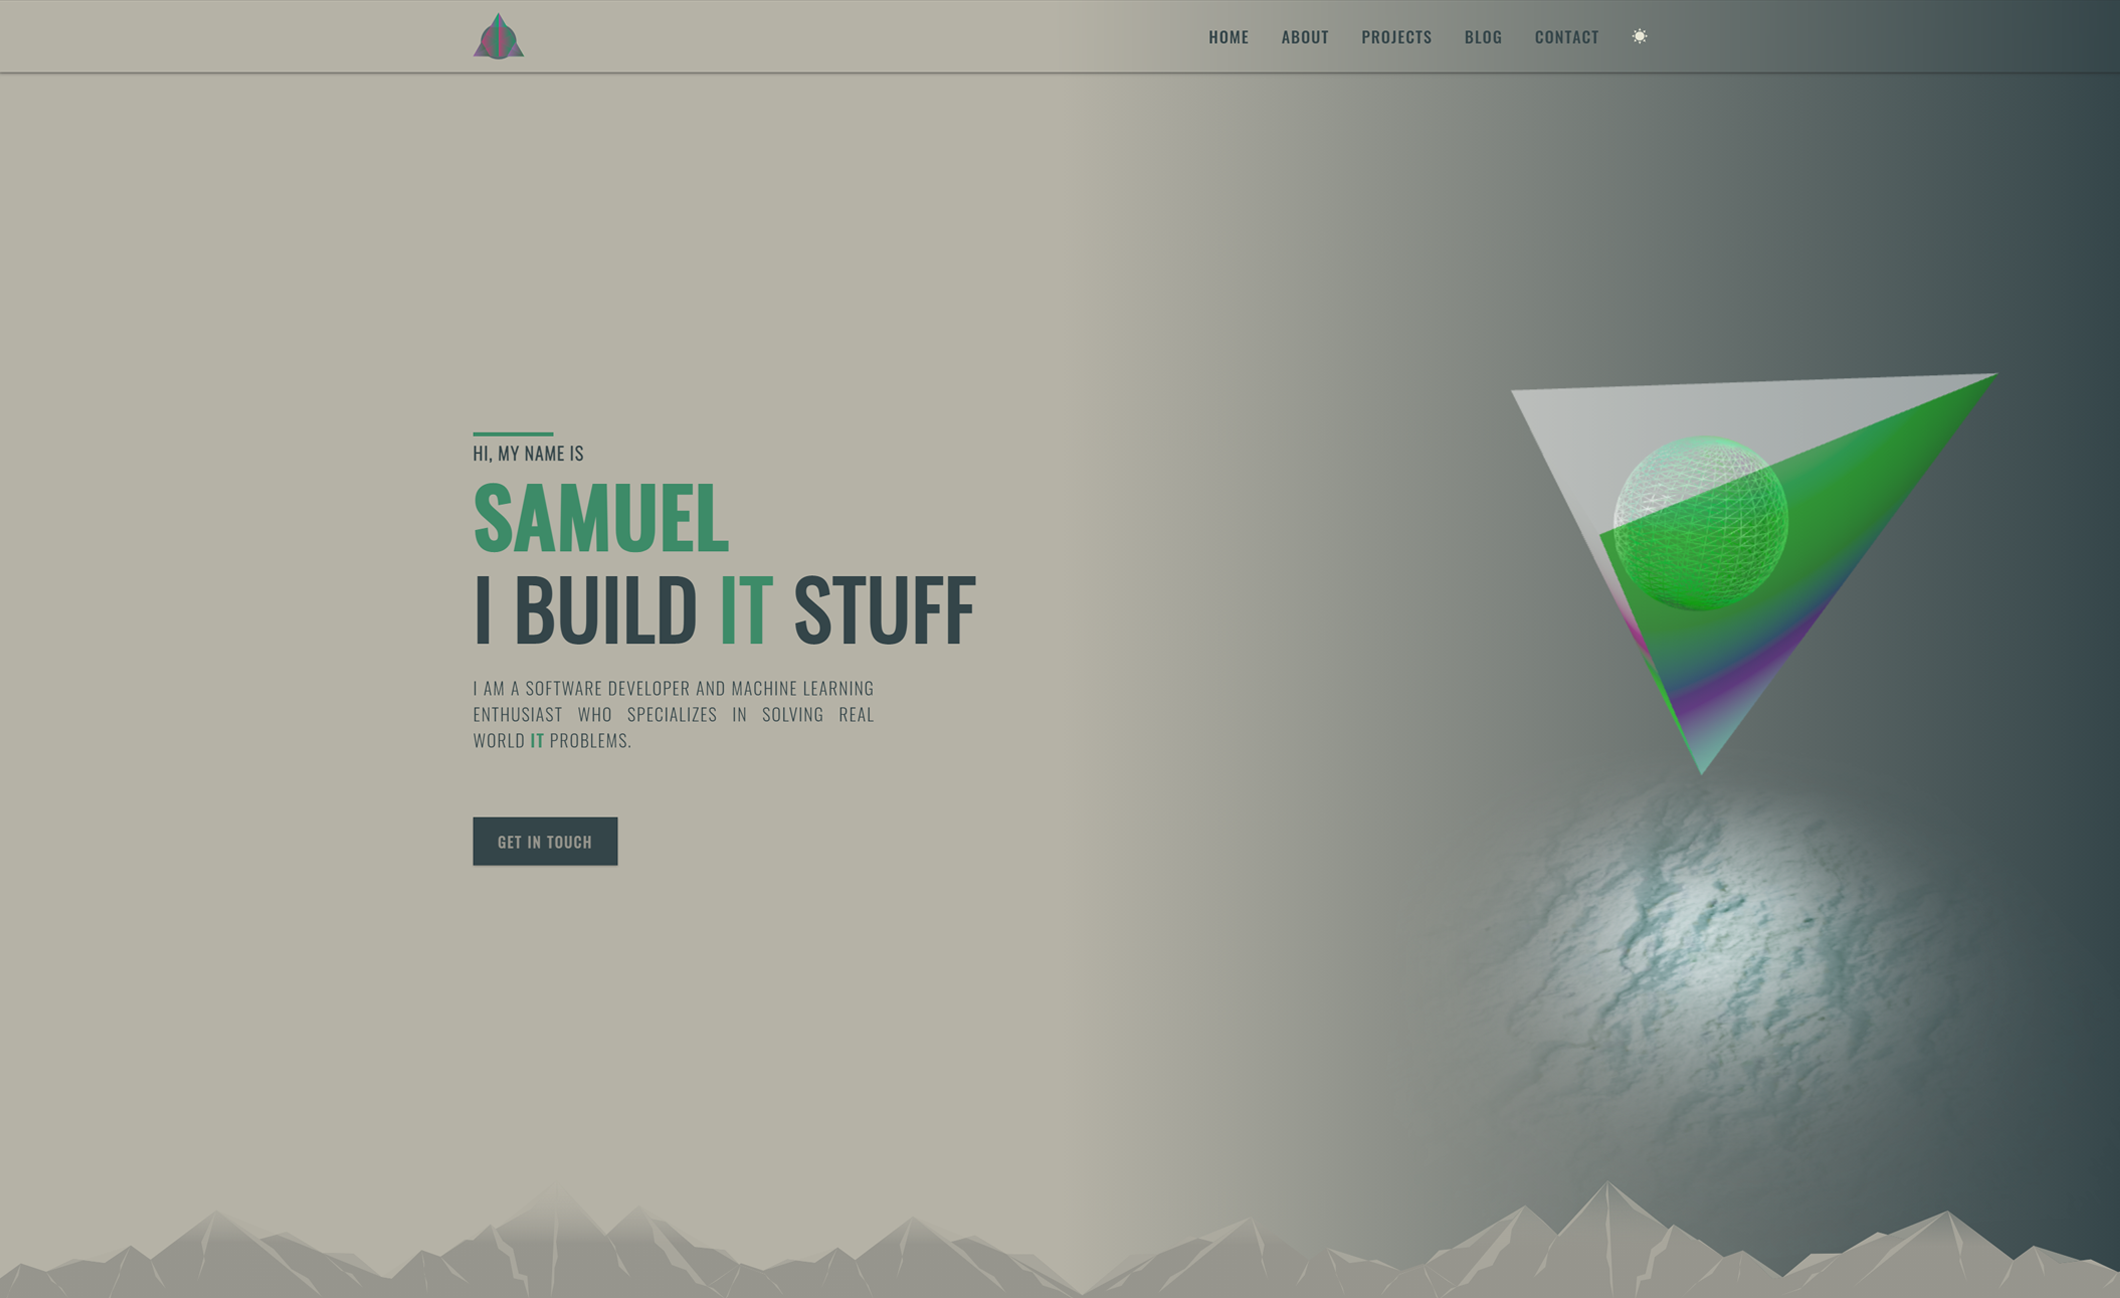 HOME ABOUT PROJECTS BLOG CONTACT
HI, MY NAME IS
SAMUEL
I BUILD IT STUFF
I AM A SOFTWARE DEVELOPER AND MACHINE LEARNING
ENTHUSIAST WHO SPECIALIZES IN SOLVING REAL
WORLD IT PROBLEMS.
GET IN TOUCH